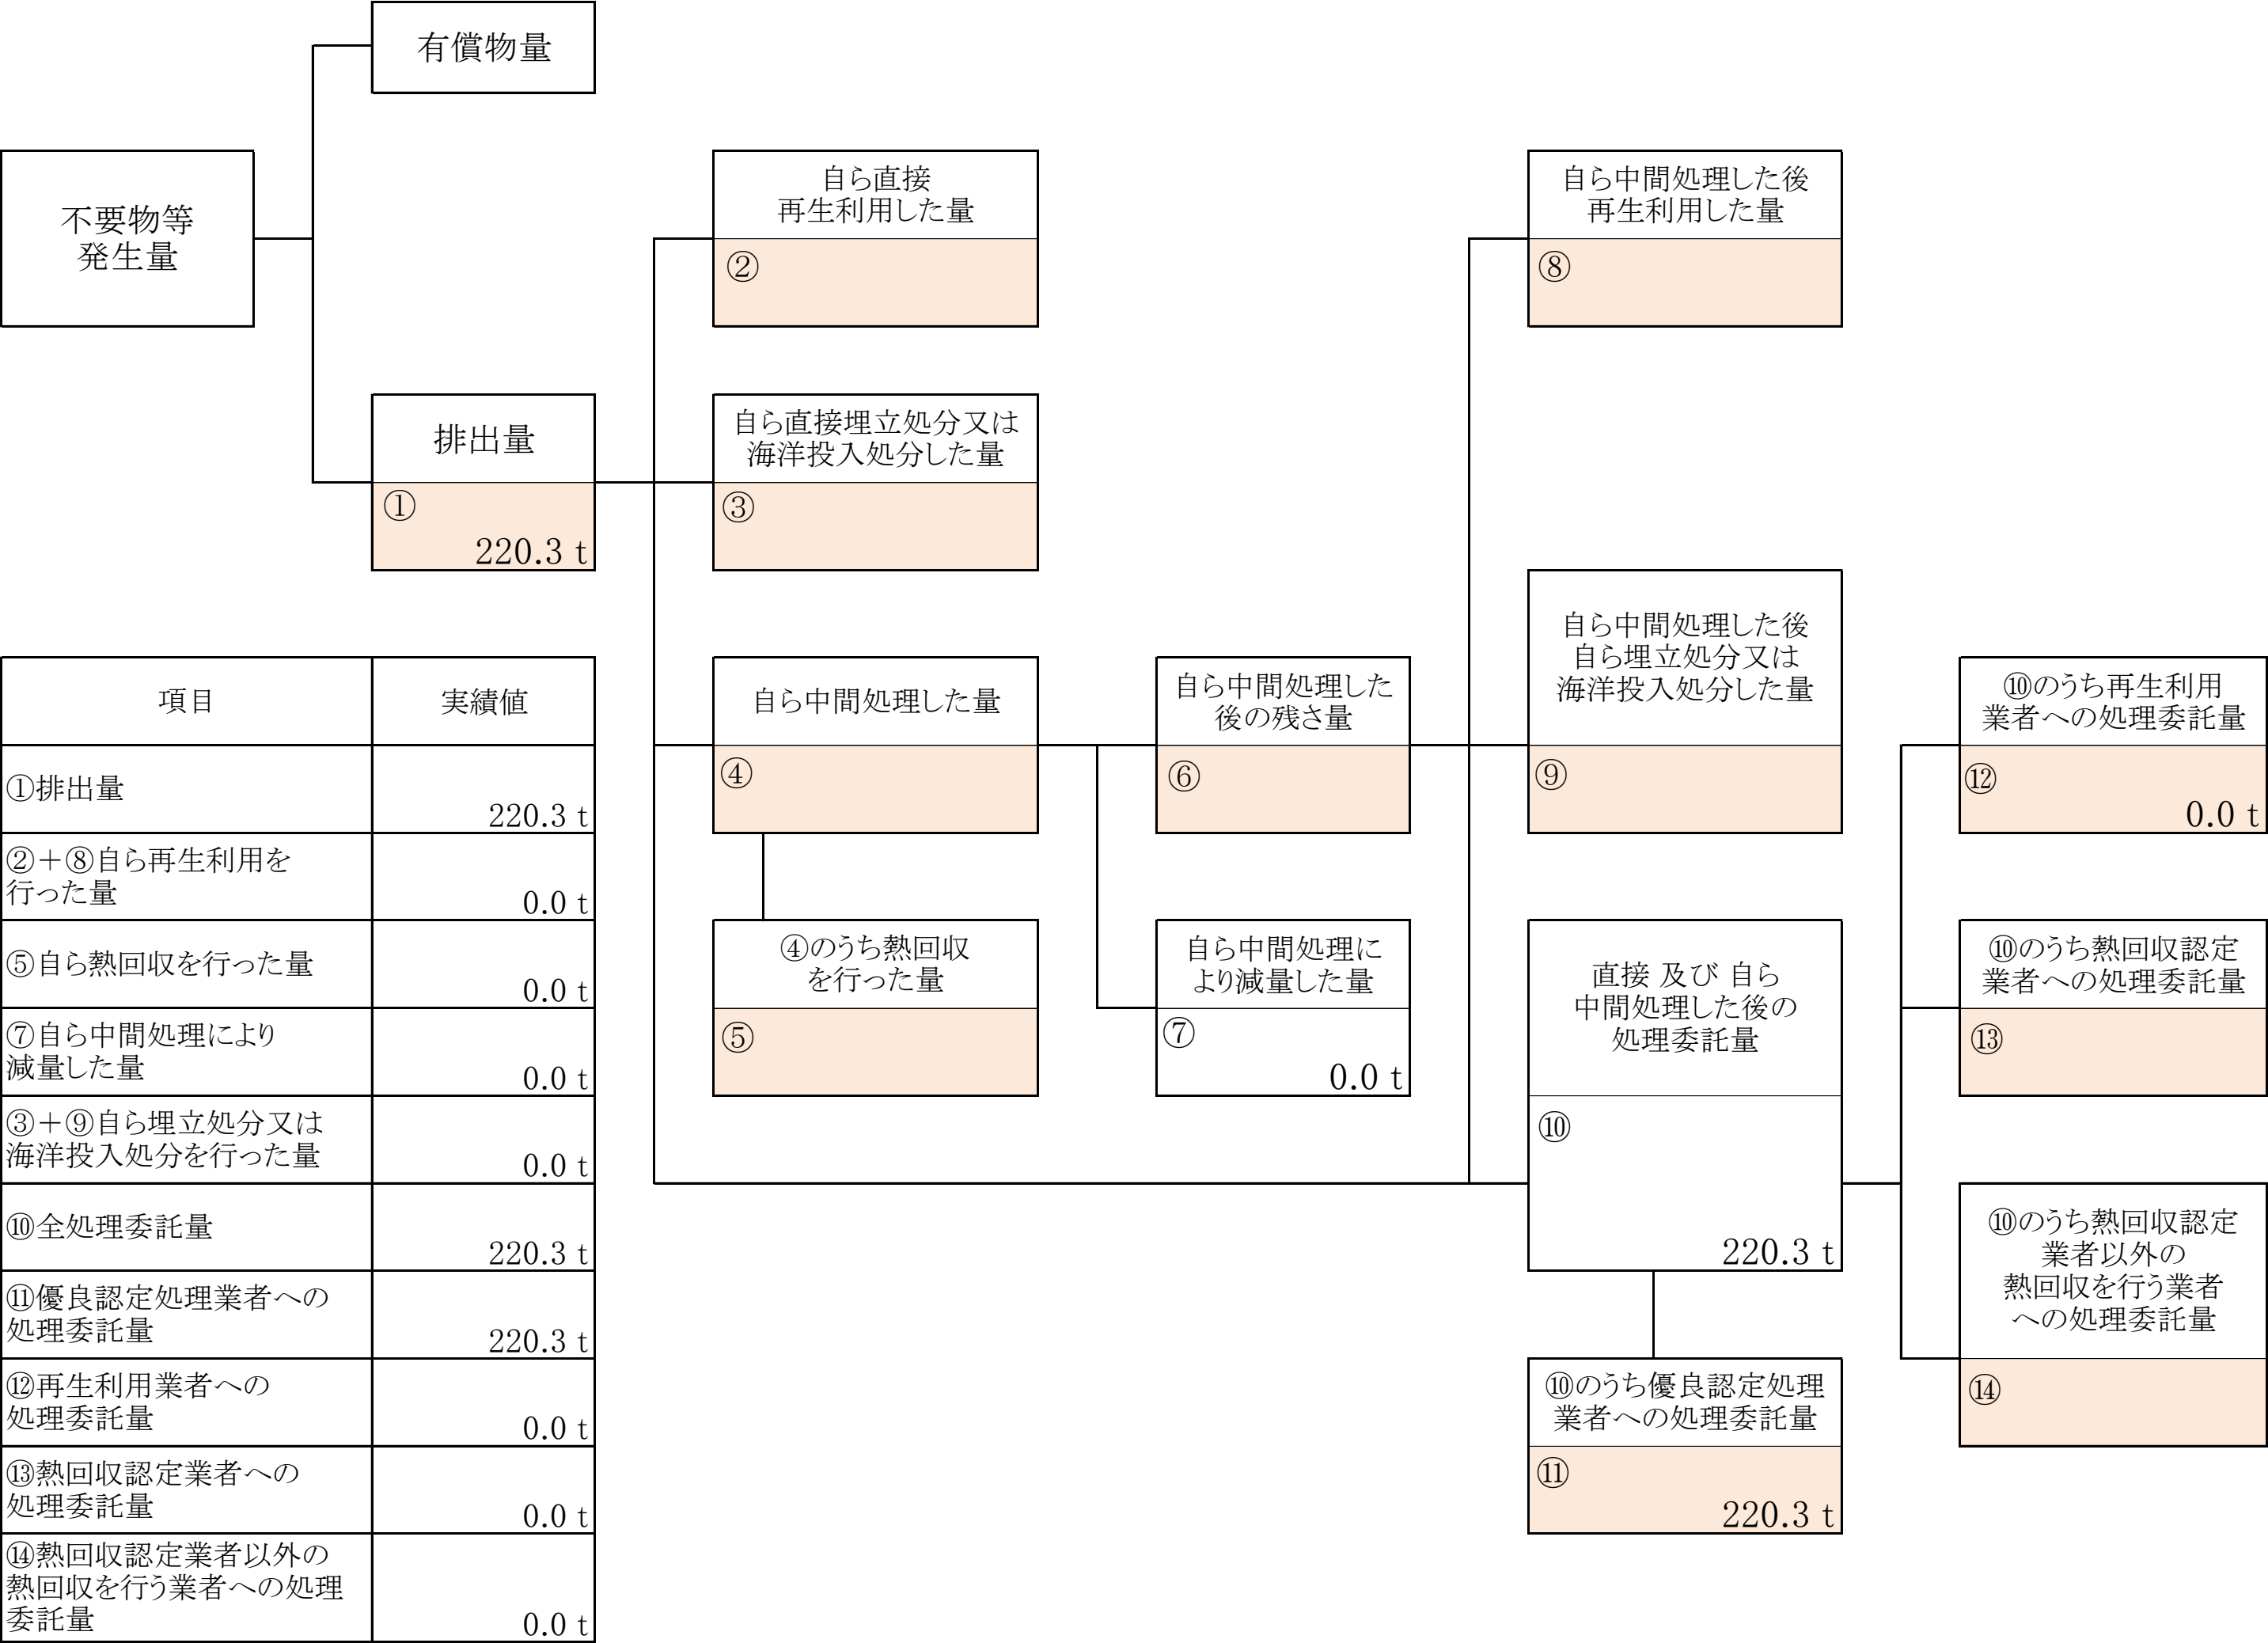 有償物量
不要物等
発生量
自ら直接
再生利用した量
②
自ら中間処理した後
再生利用した量
⑧
排出量
①
220.3 t
自ら直接埋立処分又は
海洋投入処分した量
③
自ら中間処理した量
④
自ら中間処理した
後の残さ量
⑥
自ら中間処理した後
自ら埋立処分又は
海洋投入処分した量
⑨
⑩のうち再生利用
業者への処理委託量
⑫
0.0 t
④のうち熱回収
を行った量
⑤
自ら中間処理に
より減量した量
⑦
0.0 t
直接 及び 自ら
中間処理した後の
処理委託量
⑩
220.3 t
⑩のうち熱回収認定
業者への処理委託量
⑬
⑩のうち熱回収認定
業者以外の
熱回収を行う業者
への処理委託量
⑭
⑩のうち優良認定処理
業者への処理委託量
⑪
220.3 t
項目 実績値
①排出量
220.3 t
②＋⑧自ら再生利用を
行った量
0.0 t
⑤自ら熱回収を行った量
0.0 t
⑦自ら中間処理により
減量した量
0.0 t
③＋⑨自ら埋立処分又は
海洋投入処分を行った量
0.0 t
⑩全処理委託量
220.3 t
⑪優良認定処理業者への
処理委託量
220.3 t
⑫再生利用業者への
処理委託量
0.0 t
⑬熱回収認定業者への
処理委託量
0.0 t
⑭熱回収認定業者以外の
熱回収を行う業者への処理
委託量
0.0 t